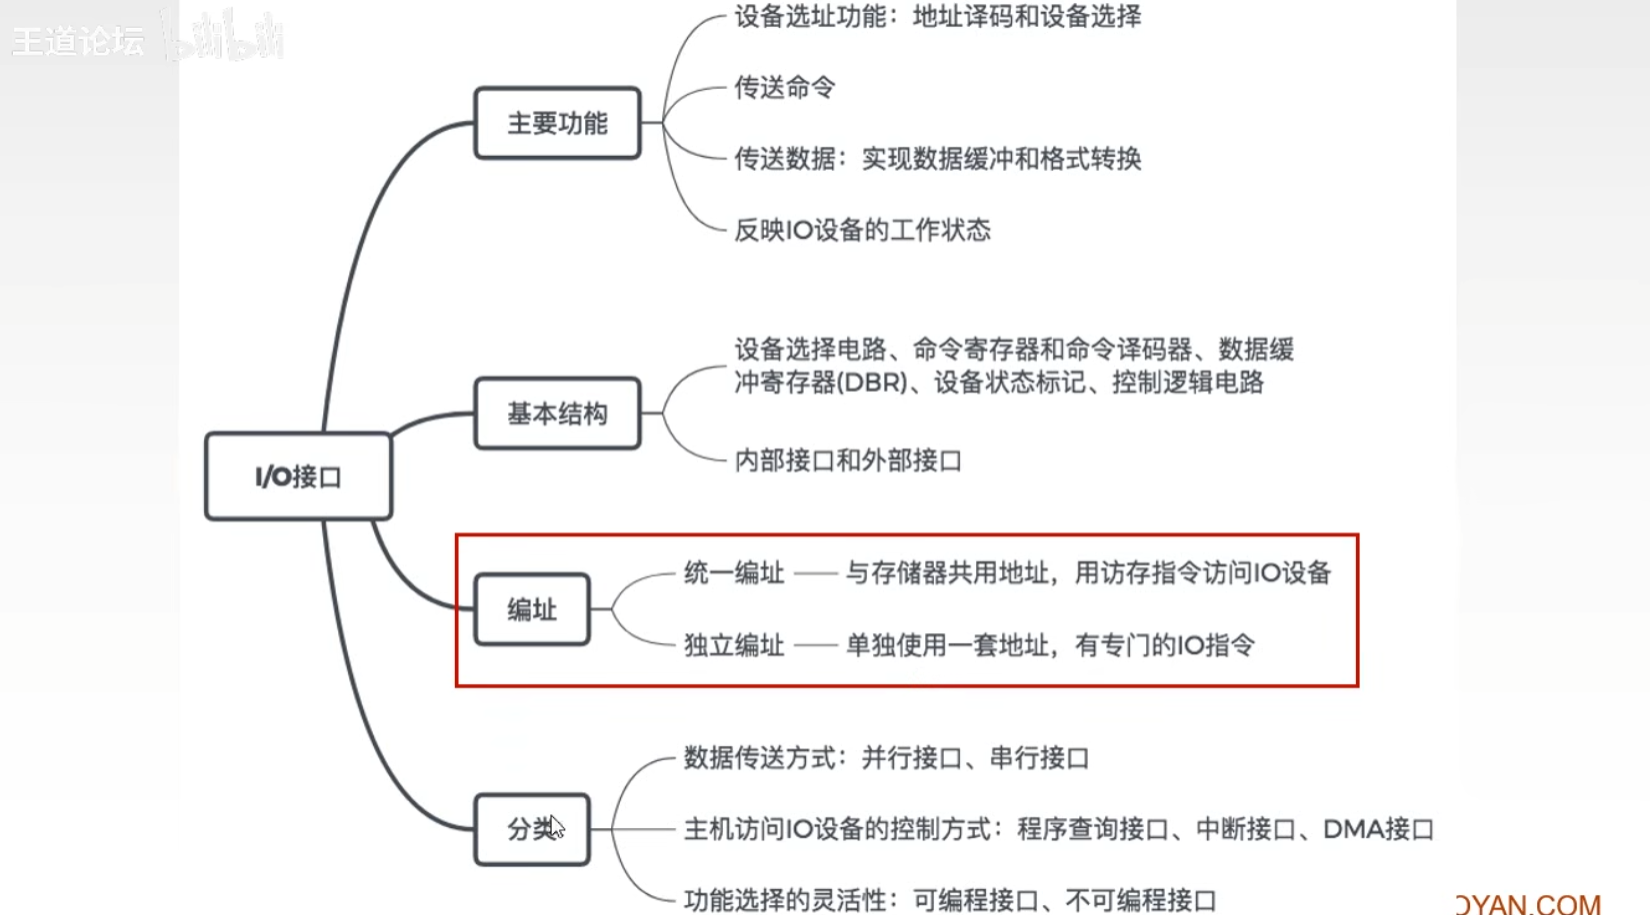 王道论坛 bilibili
设备选址功能：地址译码和设备选择
主要功能
传送命令
传送数据：实现数据缓冲和格式转换
反映IO设备的工作状态
设备选择电路、命令寄存器和命令译码器、数据缓
冲寄存器(DBR)、设备状态标记、控制逻辑电路
基本结构
内部接口和外部接口
I/O接口
统一编址
与存储器共用地址，用访存指令访问IO设备
编址
独立编址
单独使用一套地址，有专门的IO指令
数据传送方式：并行接口、串行接口
分类
主机访问IO设备的控制方式：程序查询接口、中断接口、DMA接口
功能选择的灵活性：可编程接口、不可编程接口
OYAN.COM